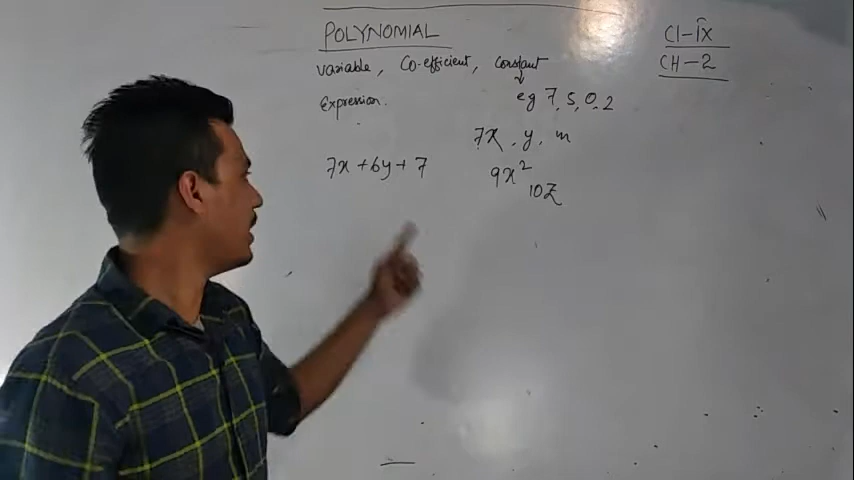 POLYNOMIAL
Cl-IX
variable, Co-efficient, Constant
CH-2
Expression.
eg 7, 5, 0, 2
7x, y, m
7x + 6y + 7
9x²
10Z